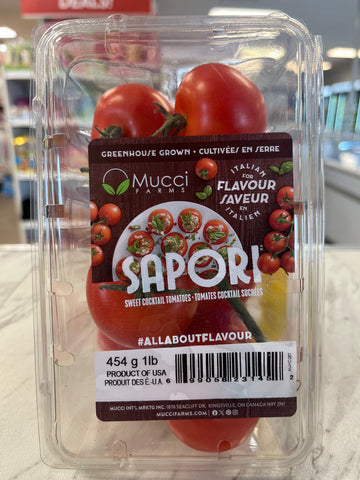 DEALS!
GREENHOUSE GROWN • CULTIVÉES EN SERRE
Mucci
FARMS
ITALIAN
FOR
FLAVOUR
SAVEUR
EN
ITALIEN
SAPORI
SWEET COCKTAIL TOMATOES • TOMATES COCKTAIL SUCRÉES
#ALLABOUTFLAVOUR
454 g 1lb
PRODUCT OF USA
PRODUIT DES É.-U.A.
MUCCI INT'L MRKTG INC. 1876 SEACLIFF DR. KINGSVILLE, ON CANADA N9Y 2N1
MUCCIFARMS.COM